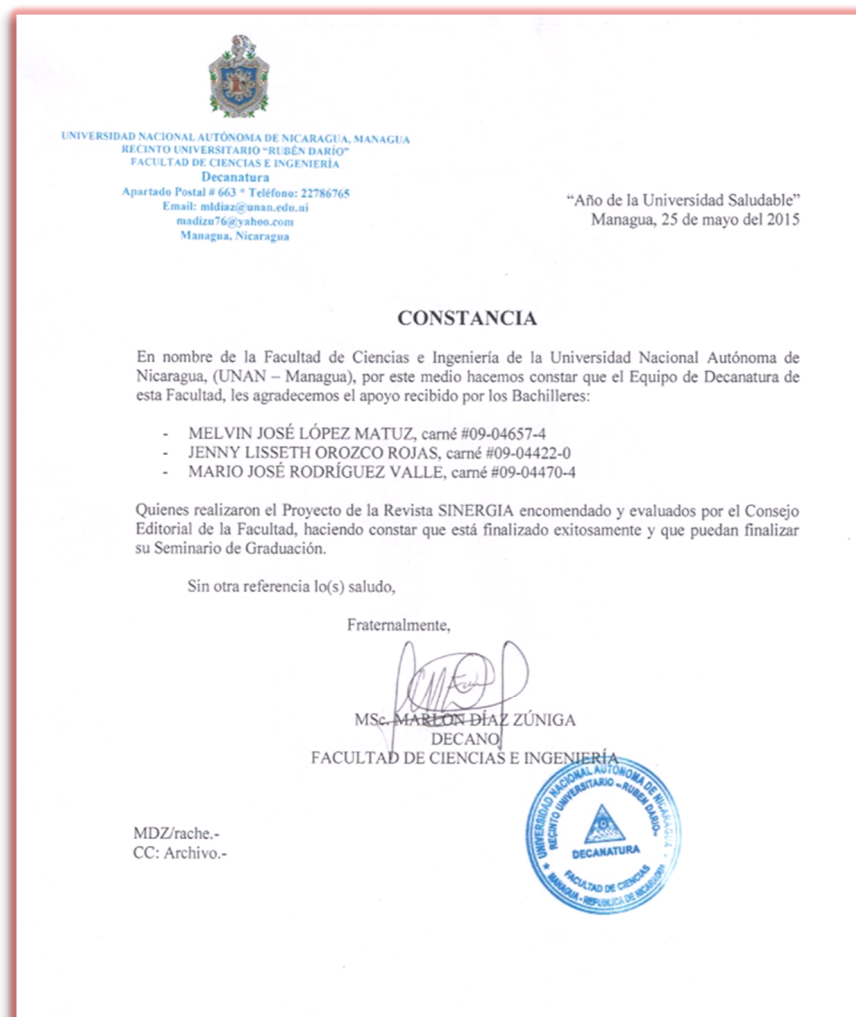 UNIVERSIDAD NACIONAL AUTÓNOMA DE NICARAGUA, MANAGUA
RECINTO UNIVERSITARIO "RUBÉN DARÍO"
FACULTAD DE CIENCIAS E INGENIERÍA
Decanatura
Apartado Postal # 663 * Teléfono: 22786765
Email: mldiaz@unan.edu.ni
madizu76@yahoo.com
Managua, Nicaragua
"Año de la Universidad Saludable"
Managua, 25 de mayo del 2015
CONSTANCIA
En nombre de la Facultad de Ciencias e Ingeniería de la Universidad Nacional Autónoma de
Nicaragua, (UNAN – Managua), por este medio hacemos constar que el Equipo de Decanatura de
esta Facultad, les agradecemos el apoyo recibido por los Bachilleres:
- MELVIN JOSÉ LÓPEZ MATUZ, carné #09-04657-4
- JENNY LISSETH OROZCO ROJAS, carné #09-04422-0
- MARIO JOSÉ RODRÍGUEZ VALLE, carné #09-04470-4
Quienes realizaron el Proyecto de la Revista SINERGIA encomendado y evaluados por el Consejo
Editorial de la Facultad, haciendo constar que está finalizado exitosamente y que puedan finalizar
su Seminario de Graduación.
Sin otra referencia lo(s) saludo,
Fraternalmente,
MSc. MARLON DÍAZ ZÚNIGA
DECANO
FACULTAD DE CIENCIAS E INGENIERÍA
UNIVERSIDAD NACIONAL AUTONOMA DE NICARAGUA
RECINTO UNIVERSITARIO "RUBEN DARIO"
DECANATURA
FACULTAD DE CIENCIAS
MANAGUA - REPUBLICA DE NICARAGUA
MDZ/rache.-
CC: Archivo.-